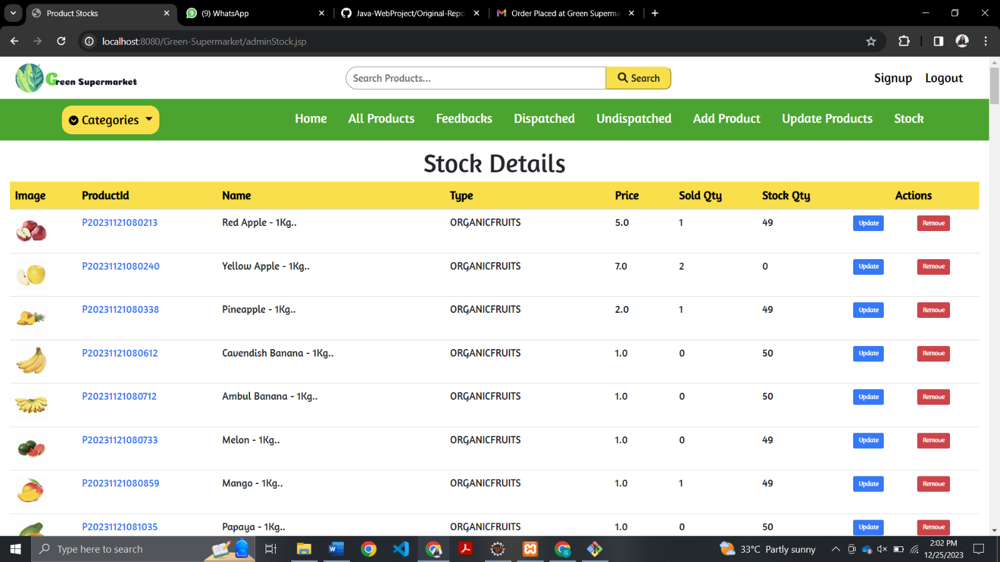 Product Stocks
(9) WhatsApp
Java-WebProject/Original-Repo
Order Placed at Green Superma
localhost:8080/Green-Supermarket/adminStock.jsp
Green Supermarket
Search Products...
Search
Signup Logout
Categories
Home All Products Feedbacks Dispatched Undispatched Add Product Update Products Stock
Stock Details
Image ProductId Name Type Price Sold Qty Stock Qty Actions
P20231121080213 Red Apple - 1Kg.. ORGANICFRUITS 5.0 1 49 Update Remove
P20231121080240 Yellow Apple - 1Kg.. ORGANICFRUITS 7.0 2 0 Update Remove
P20231121080338 Pineapple - 1Kg.. ORGANICFRUITS 2.0 1 49 Update Remove
P20231121080612 Cavendish Banana - 1Kg.. ORGANICFRUITS 1.0 0 50 Update Remove
P20231121080712 Ambul Banana - 1Kg.. ORGANICFRUITS 1.0 0 50 Update Remove
P20231121080733 Melon - 1Kg.. ORGANICFRUITS 1.0 0 49 Update Remove
P20231121080859 Mango - 1Kg.. ORGANICFRUITS 1.0 1 49 Update Remove
P20231121081035 Papaya - 1Kg.. ORGANICFRUITS 1.0 0 50 Update Remove
Type here to search
33°C Partly sunny
2:02 PM
12/25/2023